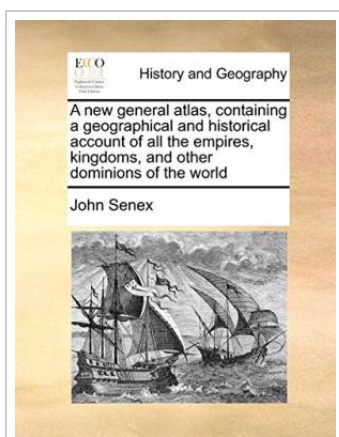 ECCO
History and Geography
A new general atlas, containing
a geographical and historical
account of all the empires,
kingdoms, and other
dominions of the world
John Senex